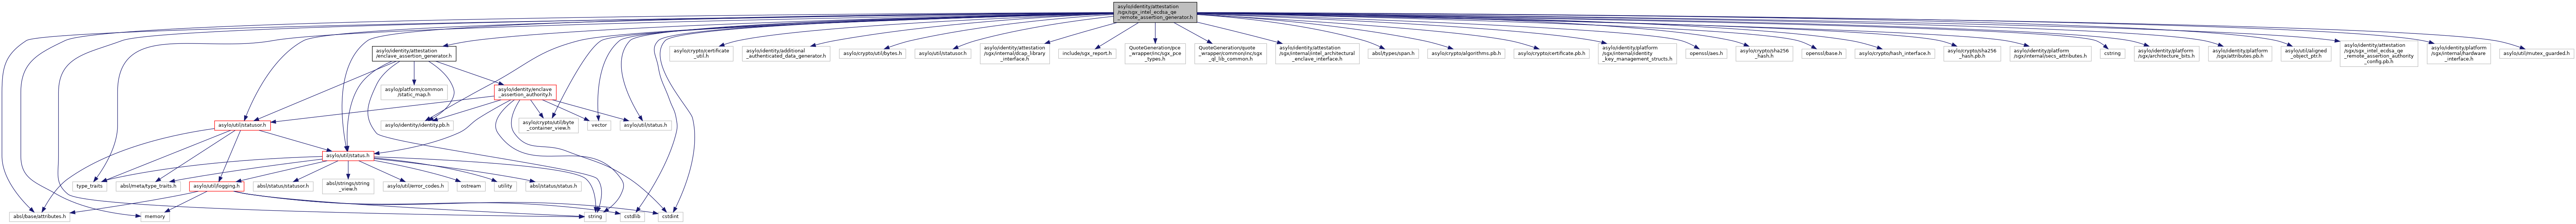 asylo/identity/attestation
/sgx/sgx_intel_ecdsa_qe
_remote_assertion_generator.h
asylo/identity/attestation
/enclave_assertion_generator.h
asylo/crypto/certificate
_util.h
asylo/identity/additional
_authenticated_data_generator.h
asylo/crypto/util/bytes.h
asylo/util/statusor.h
asylo/identity/attestation
/sgx/internal/dcap_library
_interface.h
include/sgx_report.h
QuoteGeneration/pce
_wrapper/inc/sgx_pce
_types.h
QuoteGeneration/quote
_wrapper/common/inc/sgx
_ql_lib_common.h
asylo/identity/attestation
/sgx/internal/intel_architectural
_enclave_interface.h
absl/types/span.h
asylo/crypto/algorithms.pb.h
asylo/crypto/certificate.pb.h
asylo/identity/platform
/sgx/internal/identity
_key_management_structs.h
openssl/aes.h
asylo/crypto/sha256
_hash.h
openssl/base.h
asylo/crypto/hash_interface.h
asylo/crypto/sha256
_hash.pb.h
asylo/identity/platform
/sgx/internal/secs_attributes.h
cstring
asylo/identity/platform
/sgx/architecture_bits.h
asylo/identity/platform
/sgx/attributes.pb.h
asylo/util/aligned
_object_ptr.h
asylo/identity/attestation
/sgx/sgx_intel_ecdsa_qe
_remote_assertion_authority
_config.pb.h
asylo/identity/platform
/sgx/internal/hardware
_interface.h
asylo/util/mutex_guarded.h
asylo/platform/common
/static_map.h
asylo/identity/enclave
_assertion_authority.h
asylo/util/statusor.h
asylo/identity/identity.pb.h
asylo/crypto/util/byte
_container_view.h
vector
asylo/util/status.h
asylo/util/status.h
type_traits
absl/meta/type_traits.h
asylo/util/logging.h
absl/status/statusor.h
absl/strings/string
_view.h
asylo/util/error_codes.h
ostream
utility
absl/status/status.h
absl/base/attributes.h
memory
string
cstdlib
cstdint